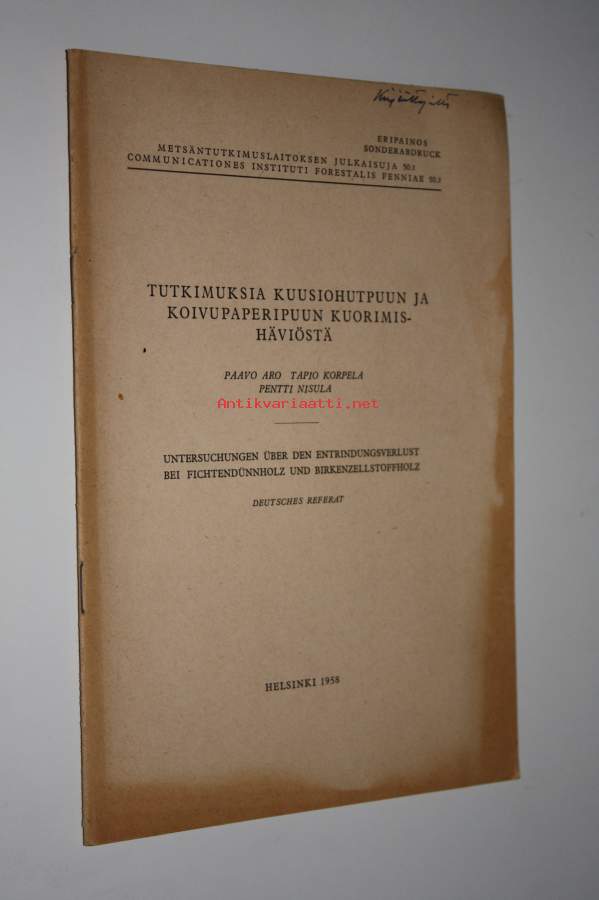 Kirjoittajilta
ERIPAINOS
SONDERABDRUCK
METSÄNTUTKIMUSLAITOKSEN JULKAISUJA 50.1
COMMUNICATIONES INSTITUTI FORESTALIS FENNIAE 50.1
TUTKIMUKSIA KUUSIOHUTPUUN JA
KOIVUPAPERIPUUN KUORIMIS-
HÄVIÖSTÄ
PAAVO ARO TAPIO KORPELA
PENTTI NISULA
Antikvariaatti.net
UNTERSUCHUNGEN ÜBER DEN ENTRINDUNGSVERLUST
BEI FICHTENDÜNNHOLZ UND BIRKENZELLSTOFFHOLZ
DEUTSCHES REFERAT
HELSINKI 1958